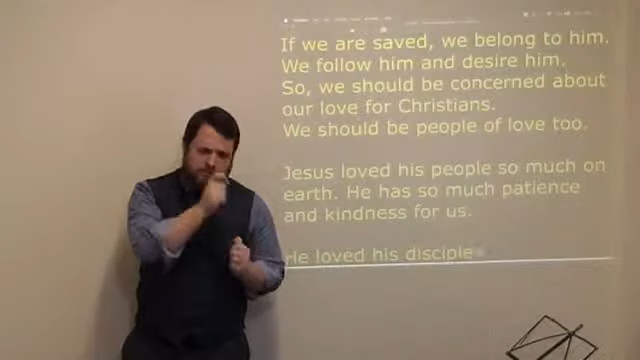 If we are saved, we belong to him.
We follow him and desire him.
So, we should be concerned about
our love for Christians.
We should be people of love too.
Jesus loved his people so much on
earth. He has so much patience
and kindness for us.
He loved his disciple